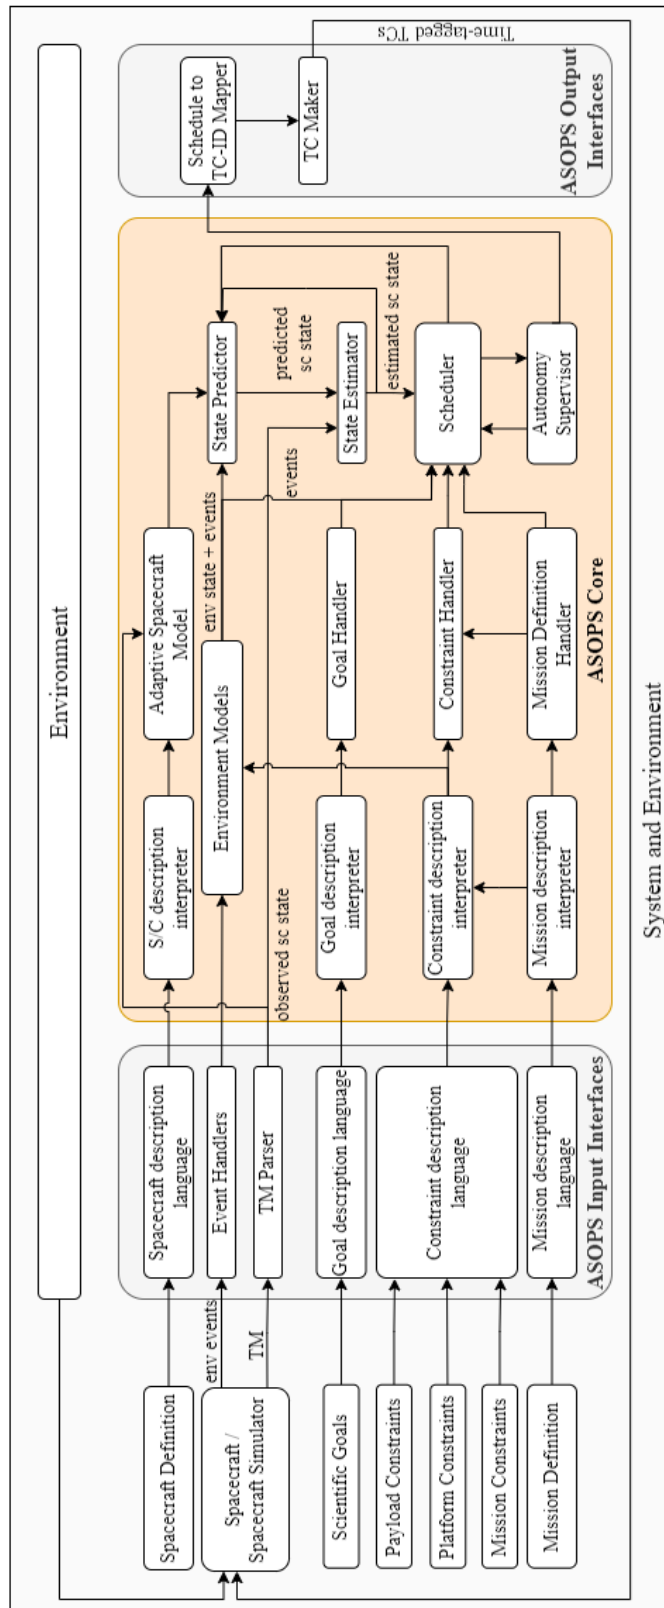 Environment
Spacecraft Definition
Spacecraft /
Spacecraft Simulator
Scientific Goals
Payload Constraints
Platform Constraints
Mission Constraints
Mission Definition
env events
TM
Spacecraft description
language
Event Handlers
TM Parser
Goal description language
Constraint description
language
Mission description
language
ASOPS Input Interfaces
observed sc state
S/C description
interpreter
Environment Models
Goal description
interpreter
Constraint description
interpreter
Mission description
interpreter
Adaptive Spacecraft
Model
Goal Handler
Constraint Handler
Mission Definition
Handler
ASOPS Core
env state + events
events
State Predictor
predicted
sc state
State Estimator
estimated sc state
Scheduler
Autonomy
Supervisor
Schedule to
TC-ID Mapper
TC Maker
ASOPS Output
Interfaces
Time-tagged
TCs
System and Environment